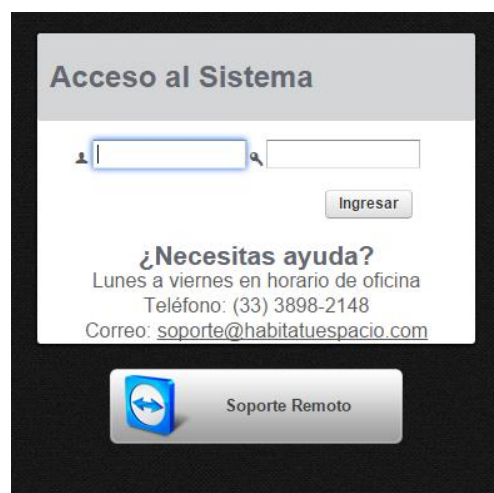 Acceso al Sistema
Ingresar
¿Necesitas ayuda?
Lunes a viernes en horario de oficina
Teléfono: (33) 3898-2148
Correo: soporte@habitatuespacio.com
Soporte Remoto